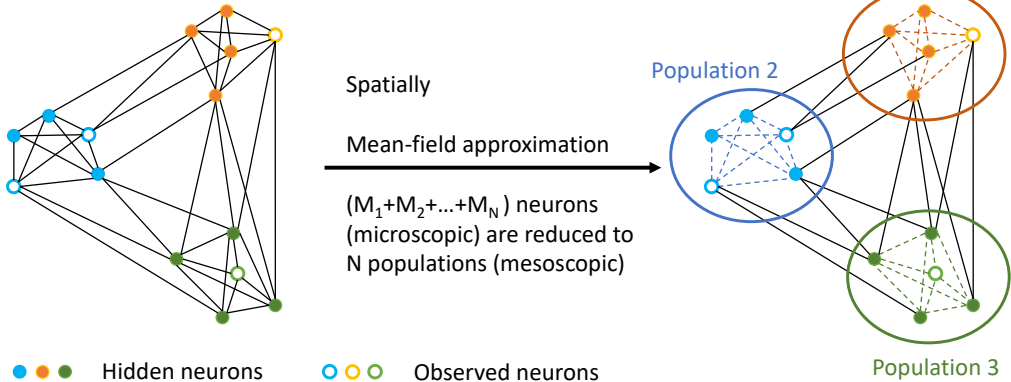 Spatially
Population 2
Mean-field approximation
(M₁+M₂+…+M_N) neurons
(microscopic) are reduced to
N populations (mesoscopic)
Population 3
Hidden neurons
Observed neurons